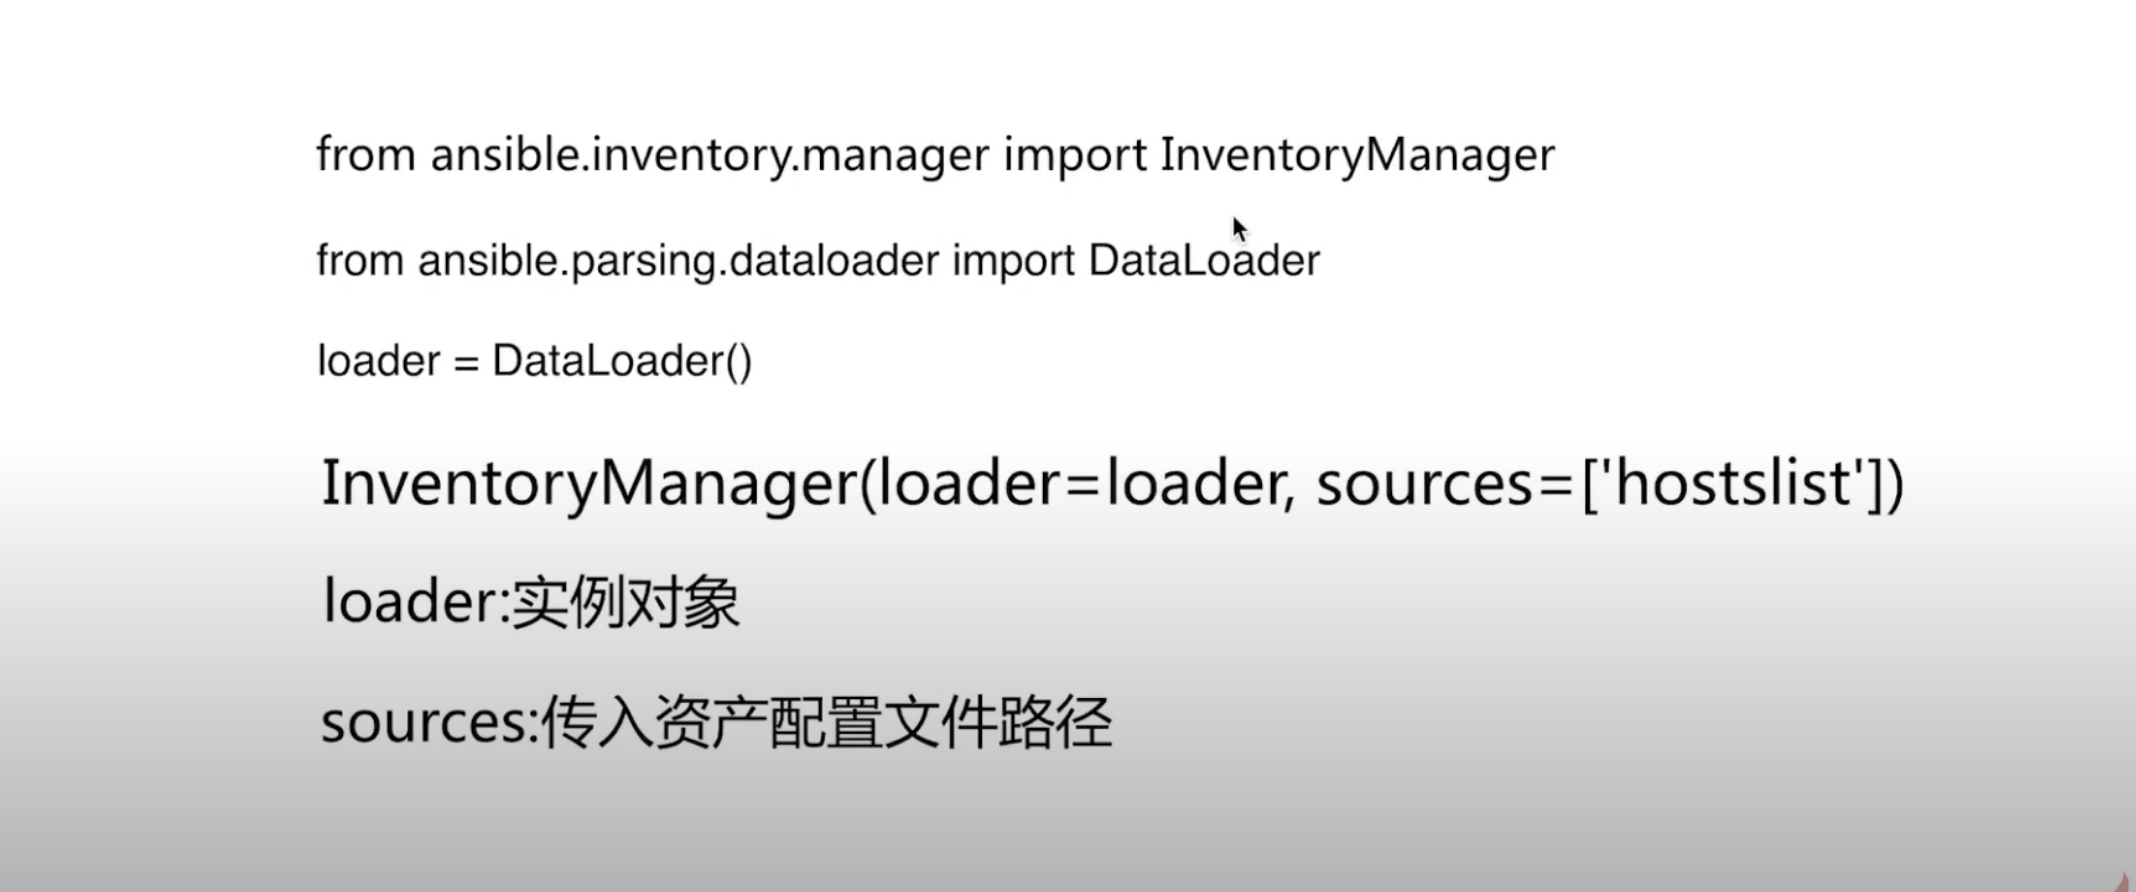 from ansible.inventory.manager import InventoryManager
from ansible.parsing.dataloader import DataLoader
loader = DataLoader()
InventoryManager(loader=loader, sources=['hostslist'])
loader:实例对象
sources:传入资产配置文件路径